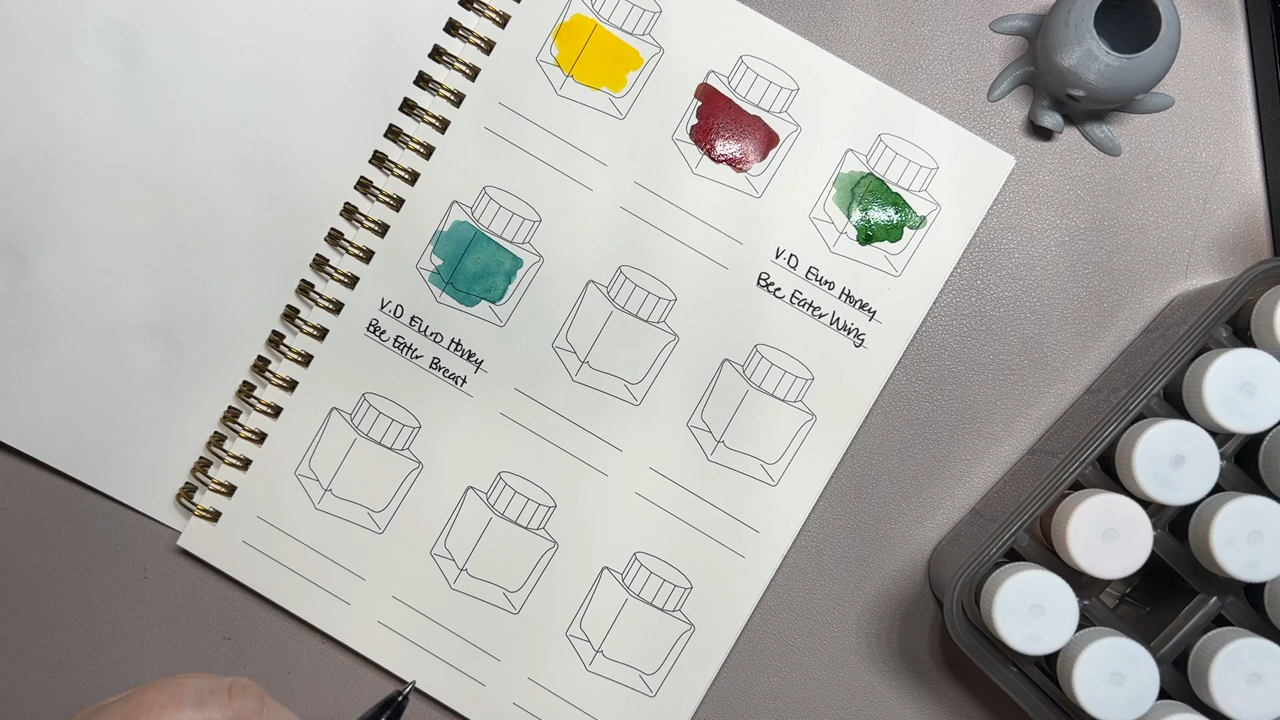 V.D. Euro Honey
Bee Eater Wing
V.D Euro Honey
Bee Eater Breast